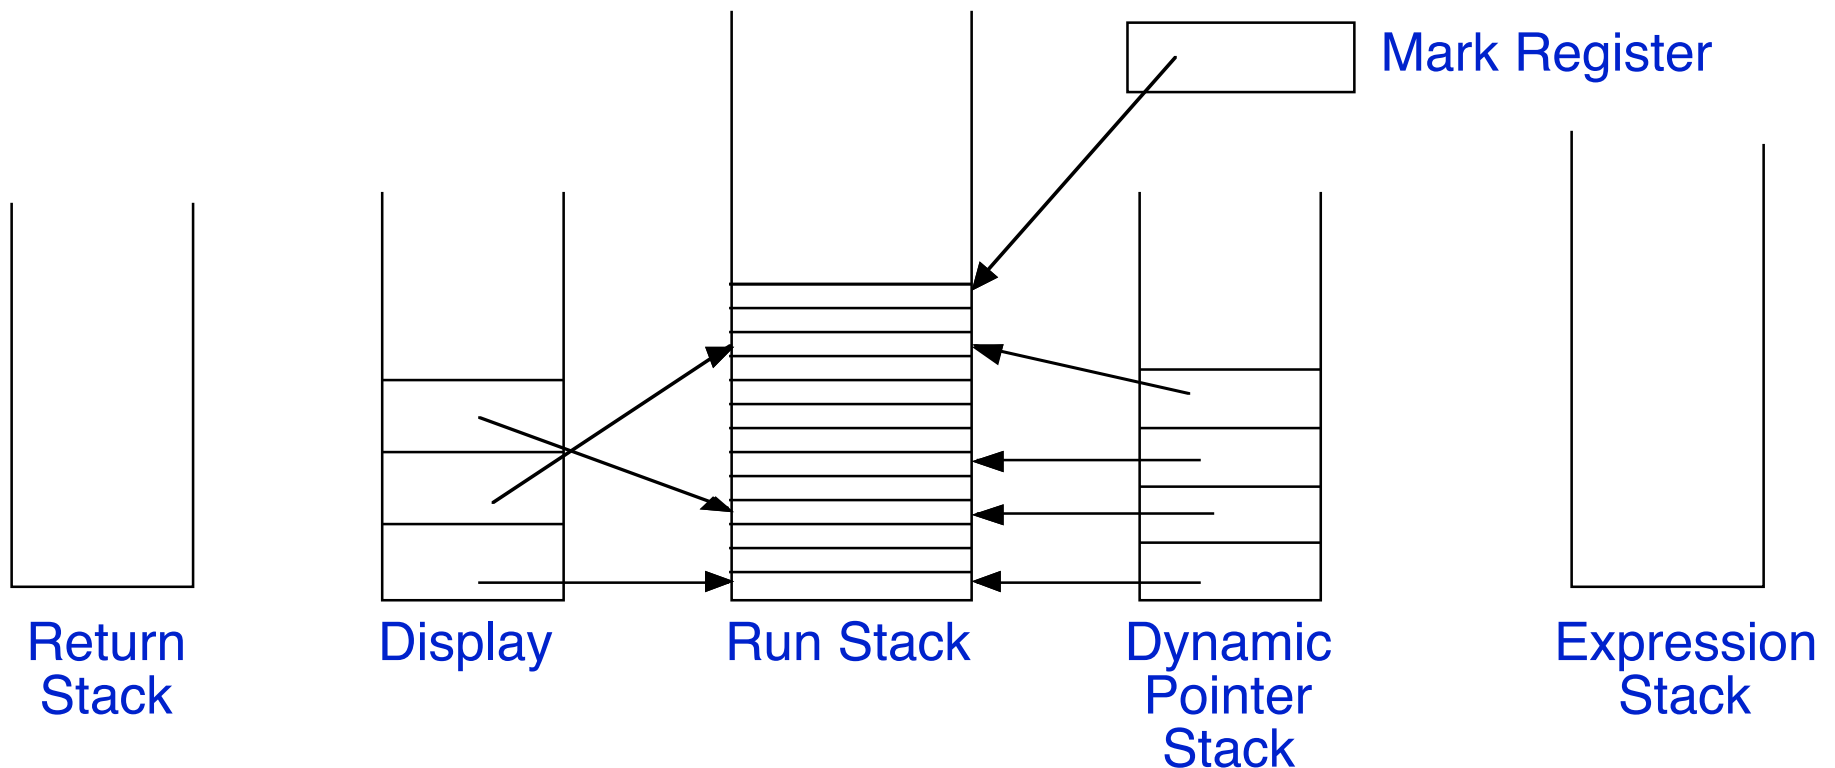 Mark Register
Return
Stack
Display
Run Stack
Dynamic
Pointer
Stack
Expression
Stack